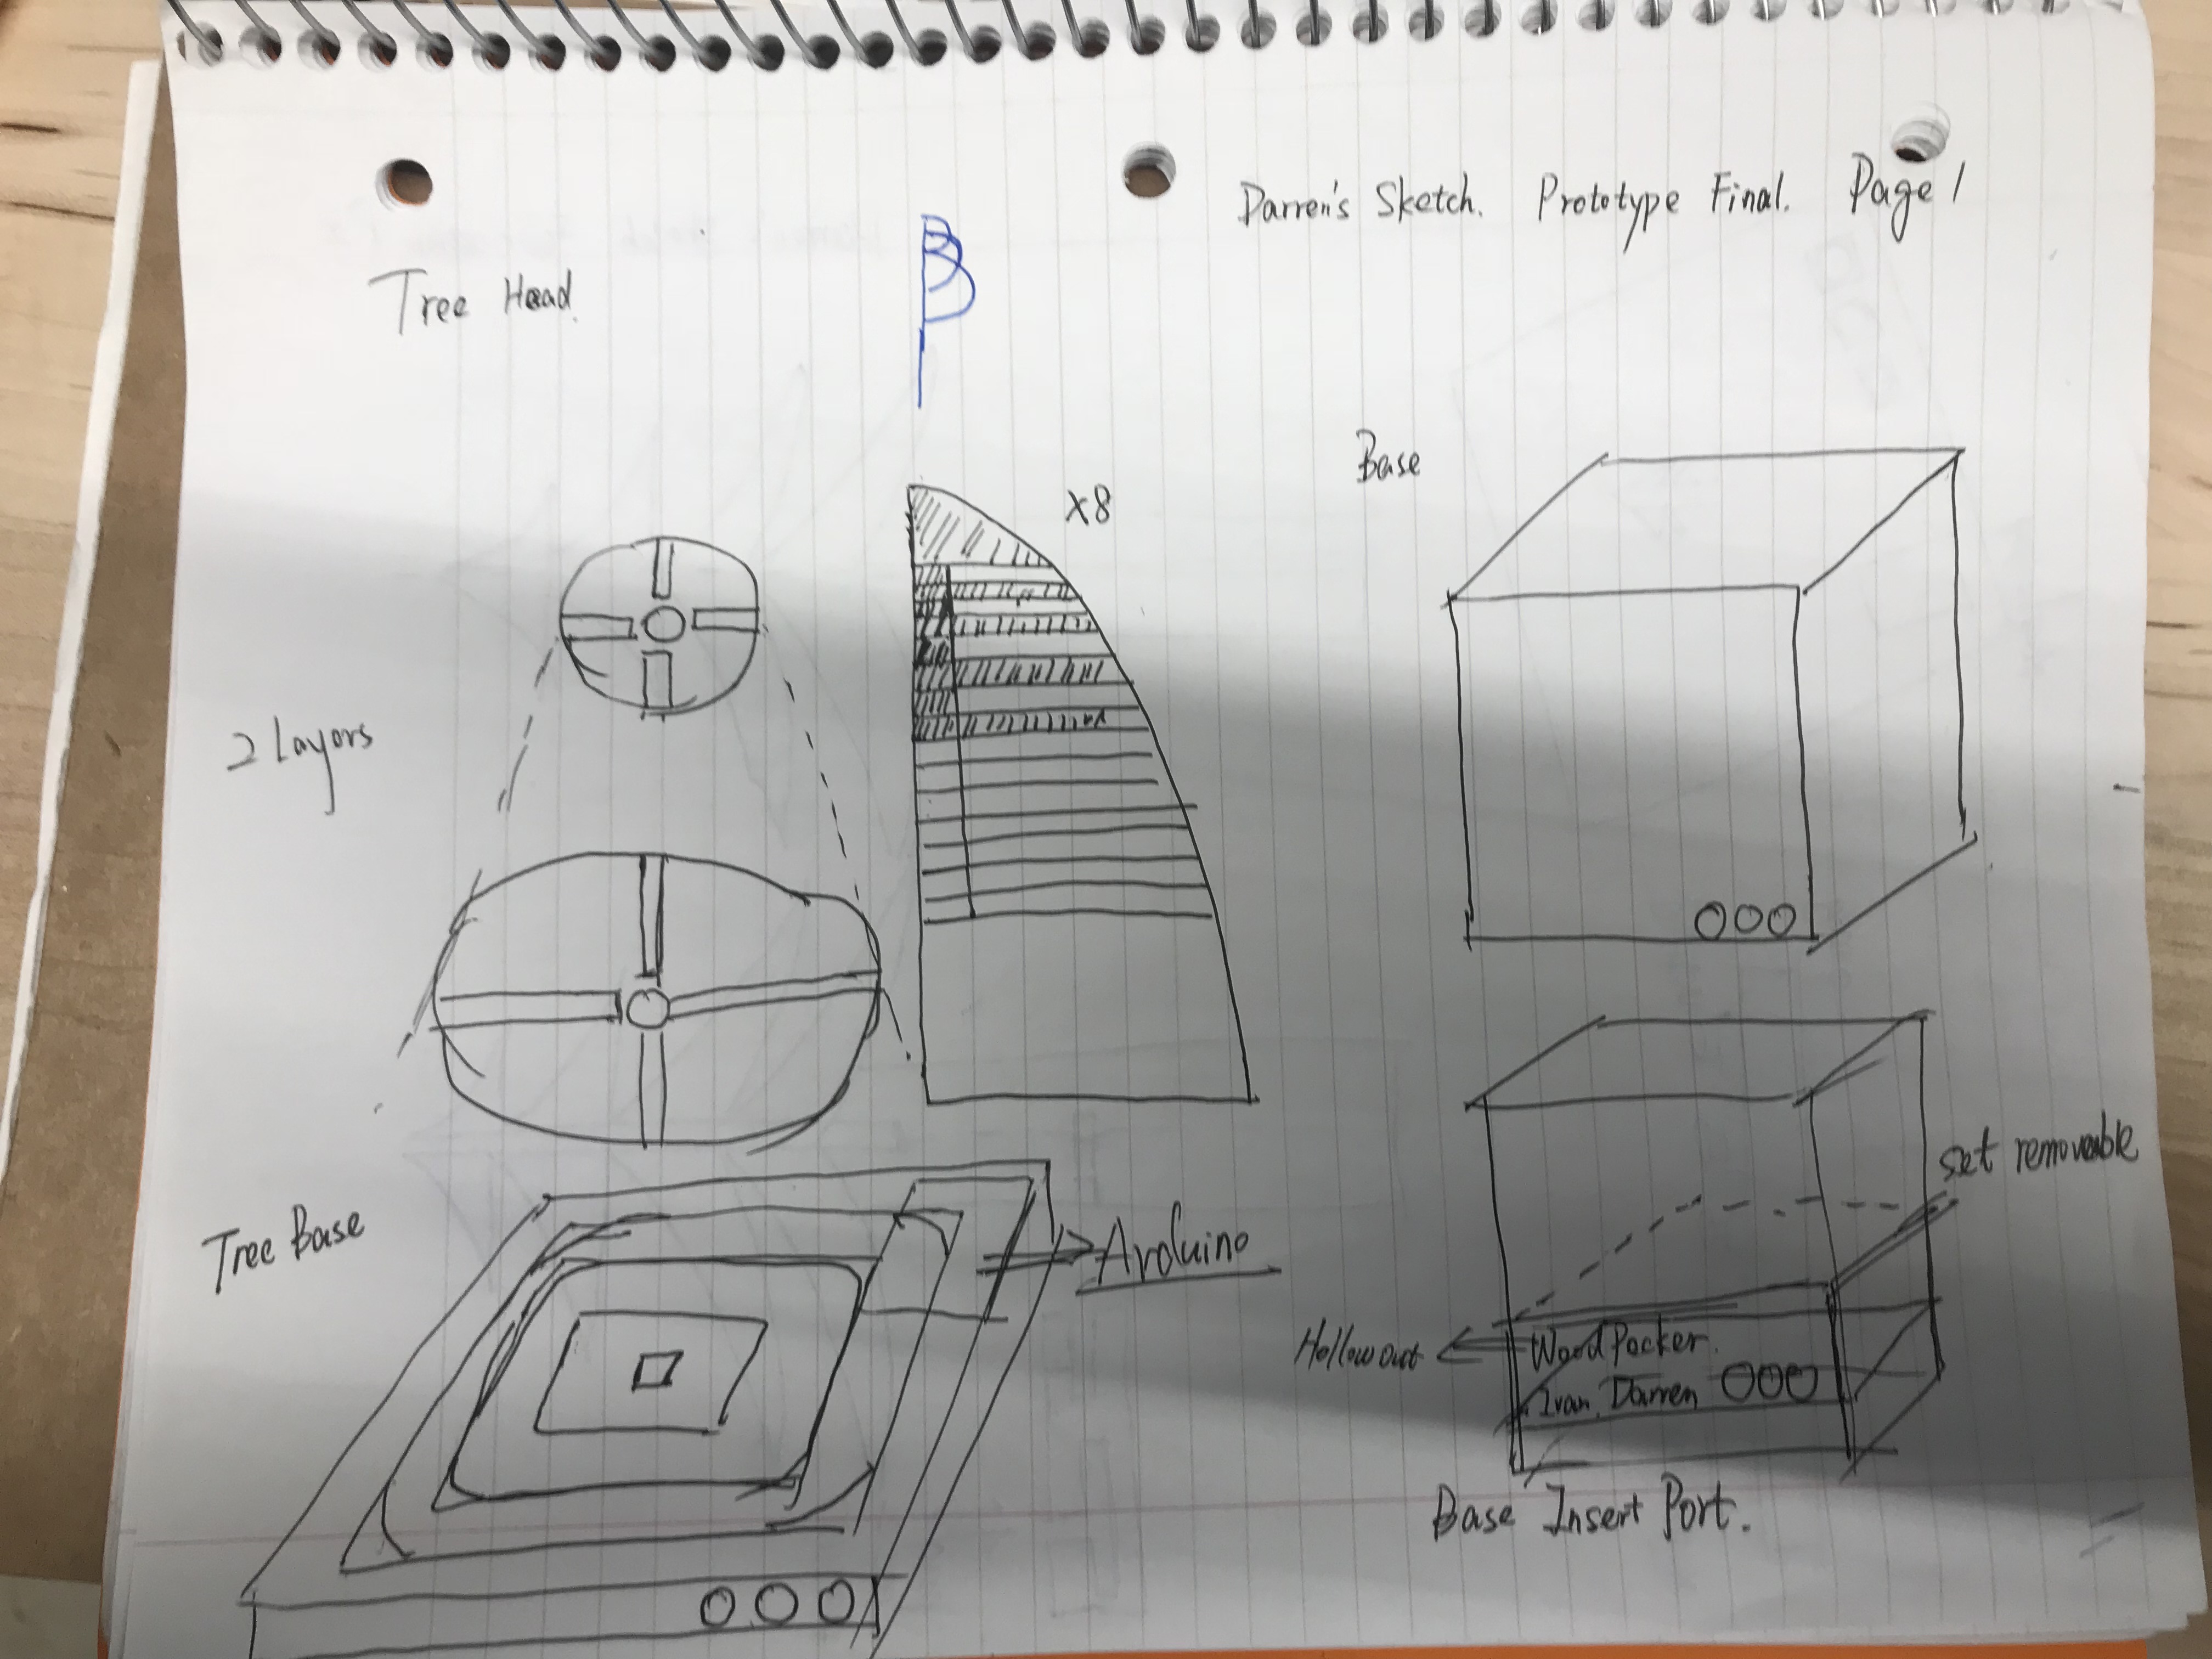 Darren's Sketch. Prototype Final. Page 1
Tree Head
x8
Base
2 layors
Tree Base
Arduino
set removable
Hollow out
Wood Pecker.
Ivan, Darren
Base Insert Port.